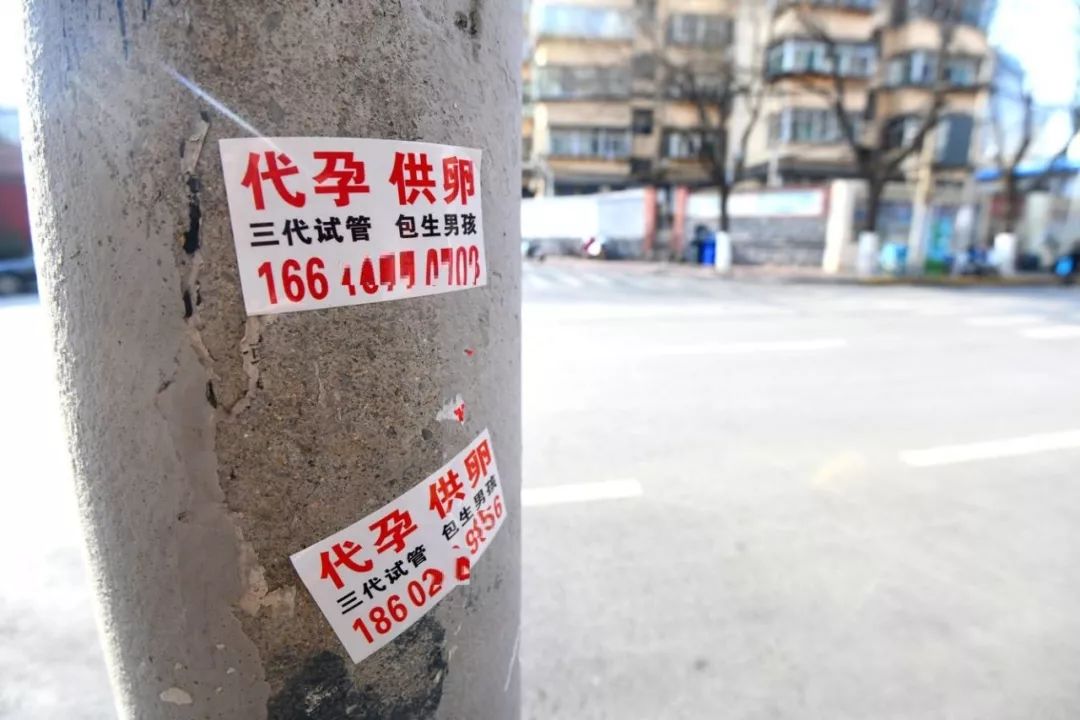 代孕 供卵
三代试管 包生男孩
166
代孕 供卵
三代试管 包生男孩
18602